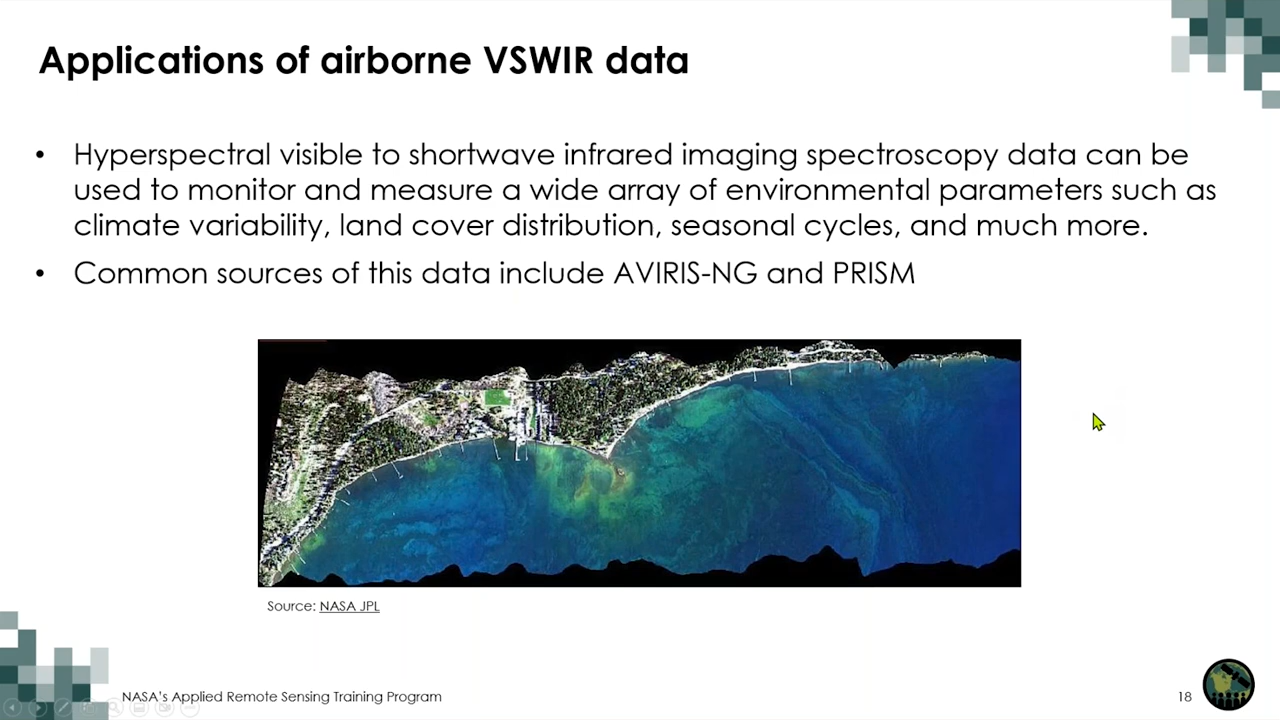 Applications of airborne VSWIR data
• Hyperspectral visible to shortwave infrared imaging spectroscopy data can be
used to monitor and measure a wide array of environmental parameters such as
climate variability, land cover distribution, seasonal cycles, and much more.
• Common sources of this data include AVIRIS-NG and PRISM
Source: NASA JPL
NASA's Applied Remote Sensing Training Program
18